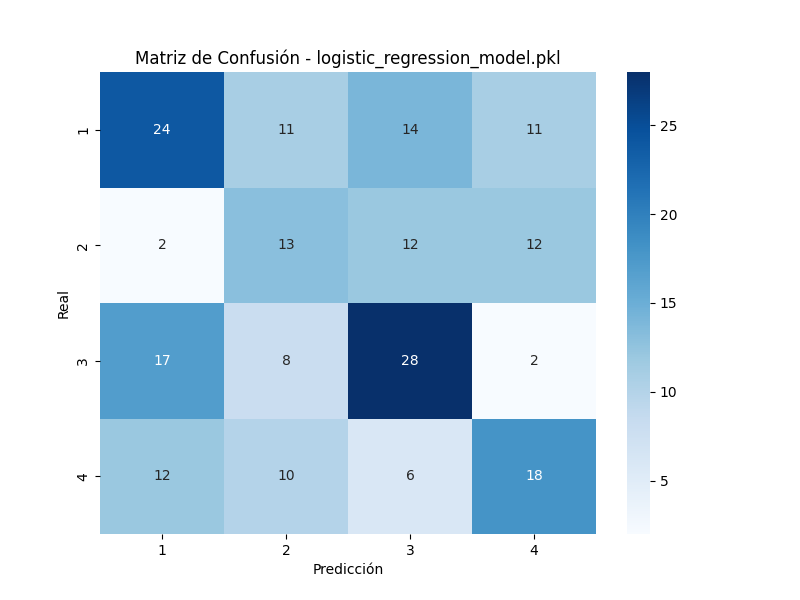 Matriz de Confusión - logistic_regression_model.pkl
1 24 11 14 11
2 2 13 12 12
3 17 8 28 2
4 12 10 6 18
1 2 3 4
Predicción
Real
25
20
15
10
5